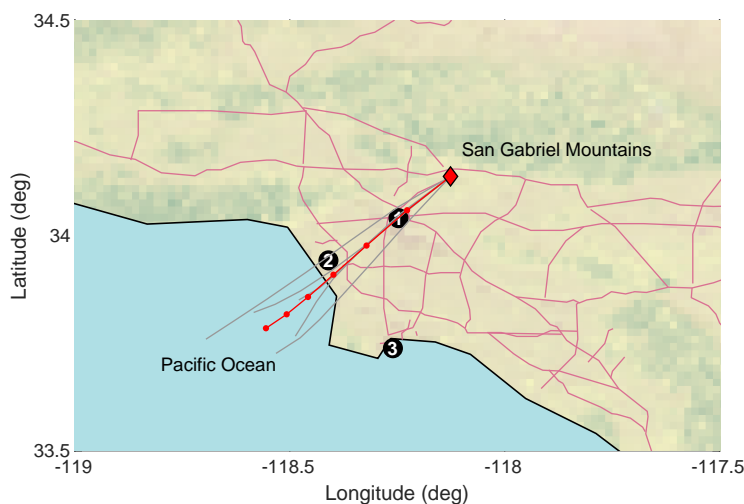 34.5
San Gabriel Mountains
1
34
2
Latitude (deg)
3
Pacific Ocean
33.5
-119
-118.5
-118
-117.5
Longitude (deg)